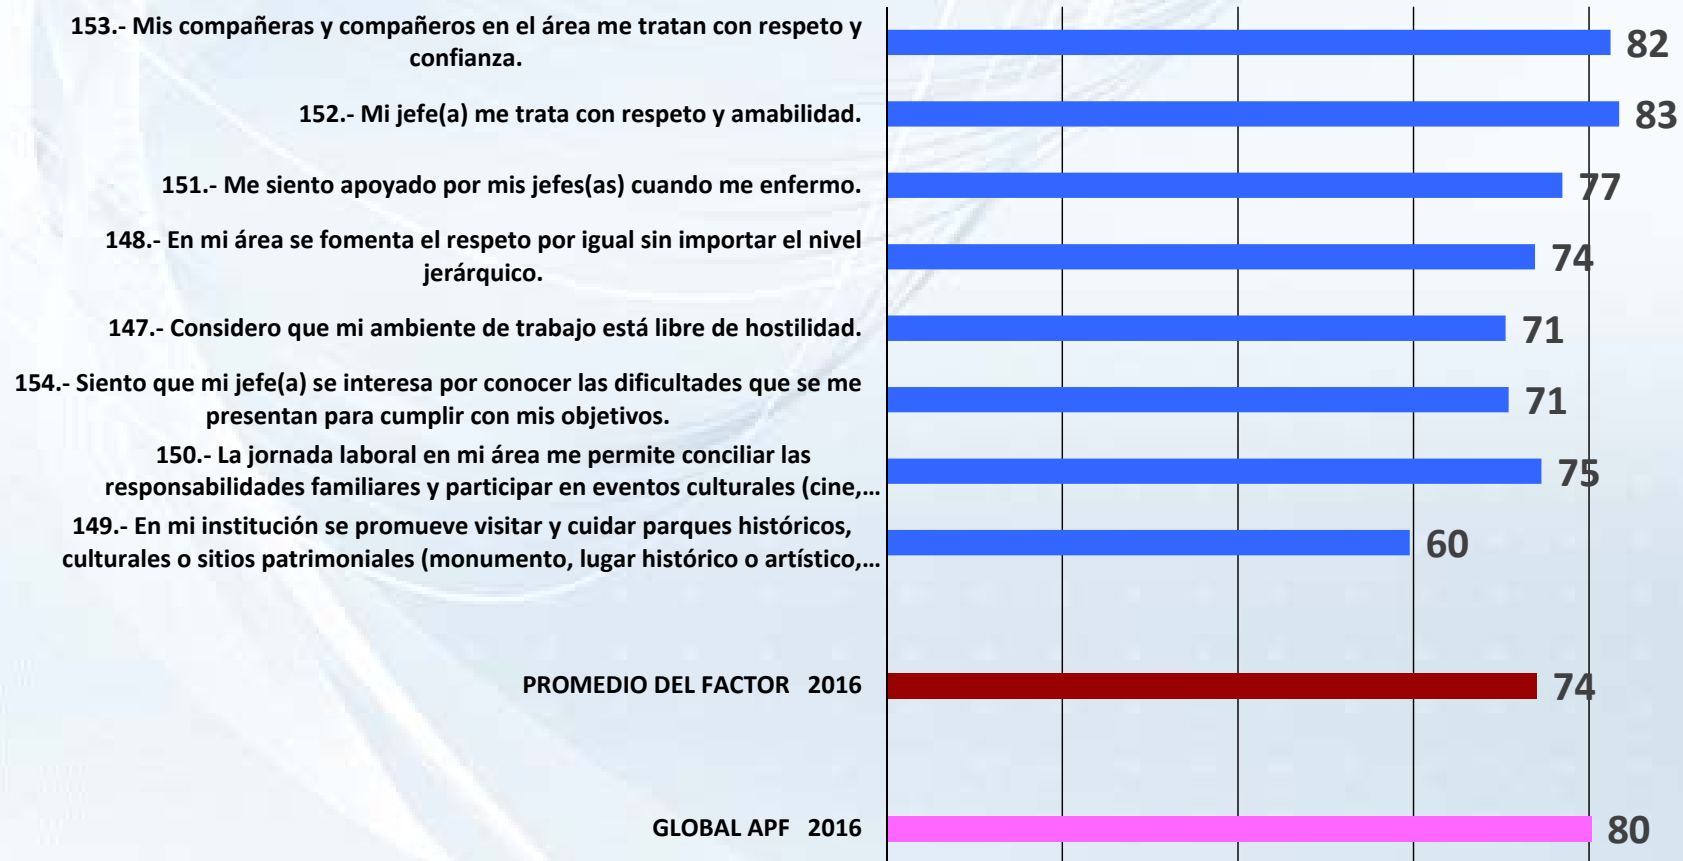 153.- Mis compañeras y compañeros en el área me tratan con respeto y
confianza.
82
152.- Mi jefe(a) me trata con respeto y amabilidad.
83
151.- Me siento apoyado por mis jefes(as) cuando me enfermo.
77
148.- En mi área se fomenta el respeto por igual sin importar el nivel
jerárquico.
74
147.- Considero que mi ambiente de trabajo está libre de hostilidad.
71
154.- Siento que mi jefe(a) se interesa por conocer las dificultades que se me
presentan para cumplir con mis objetivos.
71
150.- La jornada laboral en mi área me permite conciliar las
responsabilidades familiares y participar en eventos culturales (cine,…
75
149.- En mi institución se promueve visitar y cuidar parques históricos,
culturales o sitios patrimoniales (monumento, lugar histórico o artístico,…
60
PROMEDIO DEL FACTOR 2016
74
GLOBAL APF 2016
80